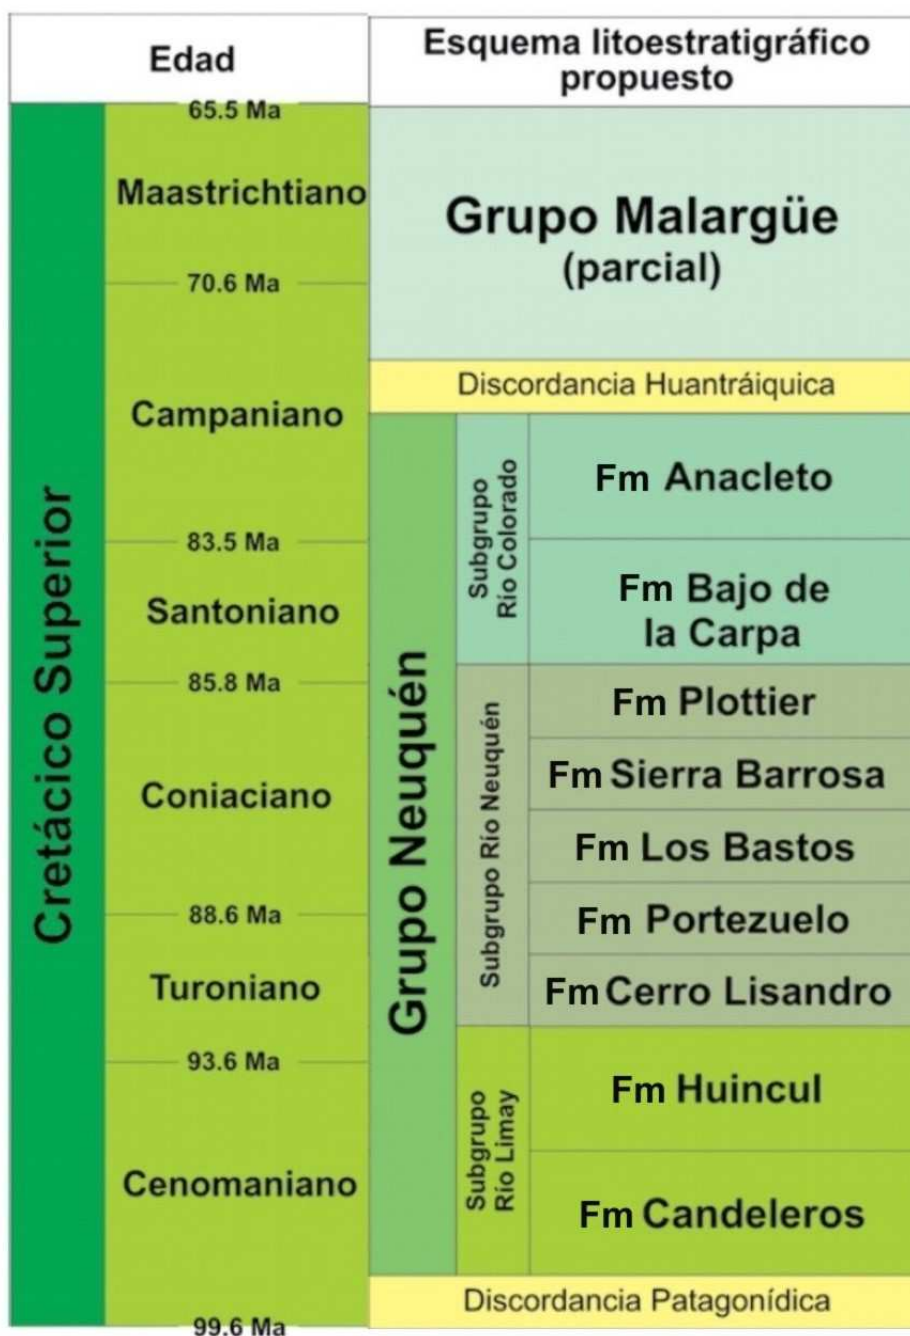 Edad
Esquema litoestratigráfico
propuesto
Cretácico Superior
65.5 Ma
Maastrichtiano
70.6 Ma
Campaniano
83.5 Ma
Santoniano
85.8 Ma
Coniaciano
88.6 Ma
Turoniano
93.6 Ma
Cenomaniano
99.6 Ma
Grupo Malargüe
(parcial)
Discordancia Huantráiquica
Grupo Neuquén
Subgrupo
Río Colorado
Fm Anacleto
Fm Bajo de
la Carpa
Subgrupo Río Neuquén
Fm Plottier
Fm Sierra Barrosa
Fm Los Bastos
Fm Portezuelo
Fm Cerro Lisandro
Subgrupo
Río Limay
Fm Huincul
Fm Candeleros
Discordancia Patagonídica